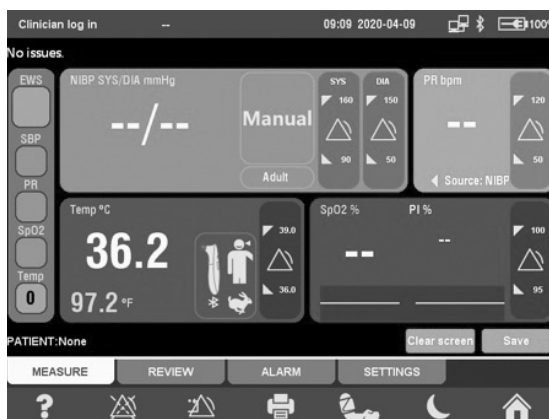 Clinician log in -- 09:09 2020-04-09 100%
No issues.
EWS
SBP
PR
SpO2
Temp
0
NIBP SYS/DIA mmHg
--/--
Manual
Adult
SYS
160
90
DIA
150
50
PR bpm
--
120
50
Source: NIBP
Temp °C
36.2
97.2 °F
39.0
36.0
SpO2 % PI %
-- --
100
95
PATIENT:None
Clear screen
Save
MEASURE REVIEW ALARM SETTINGS
?